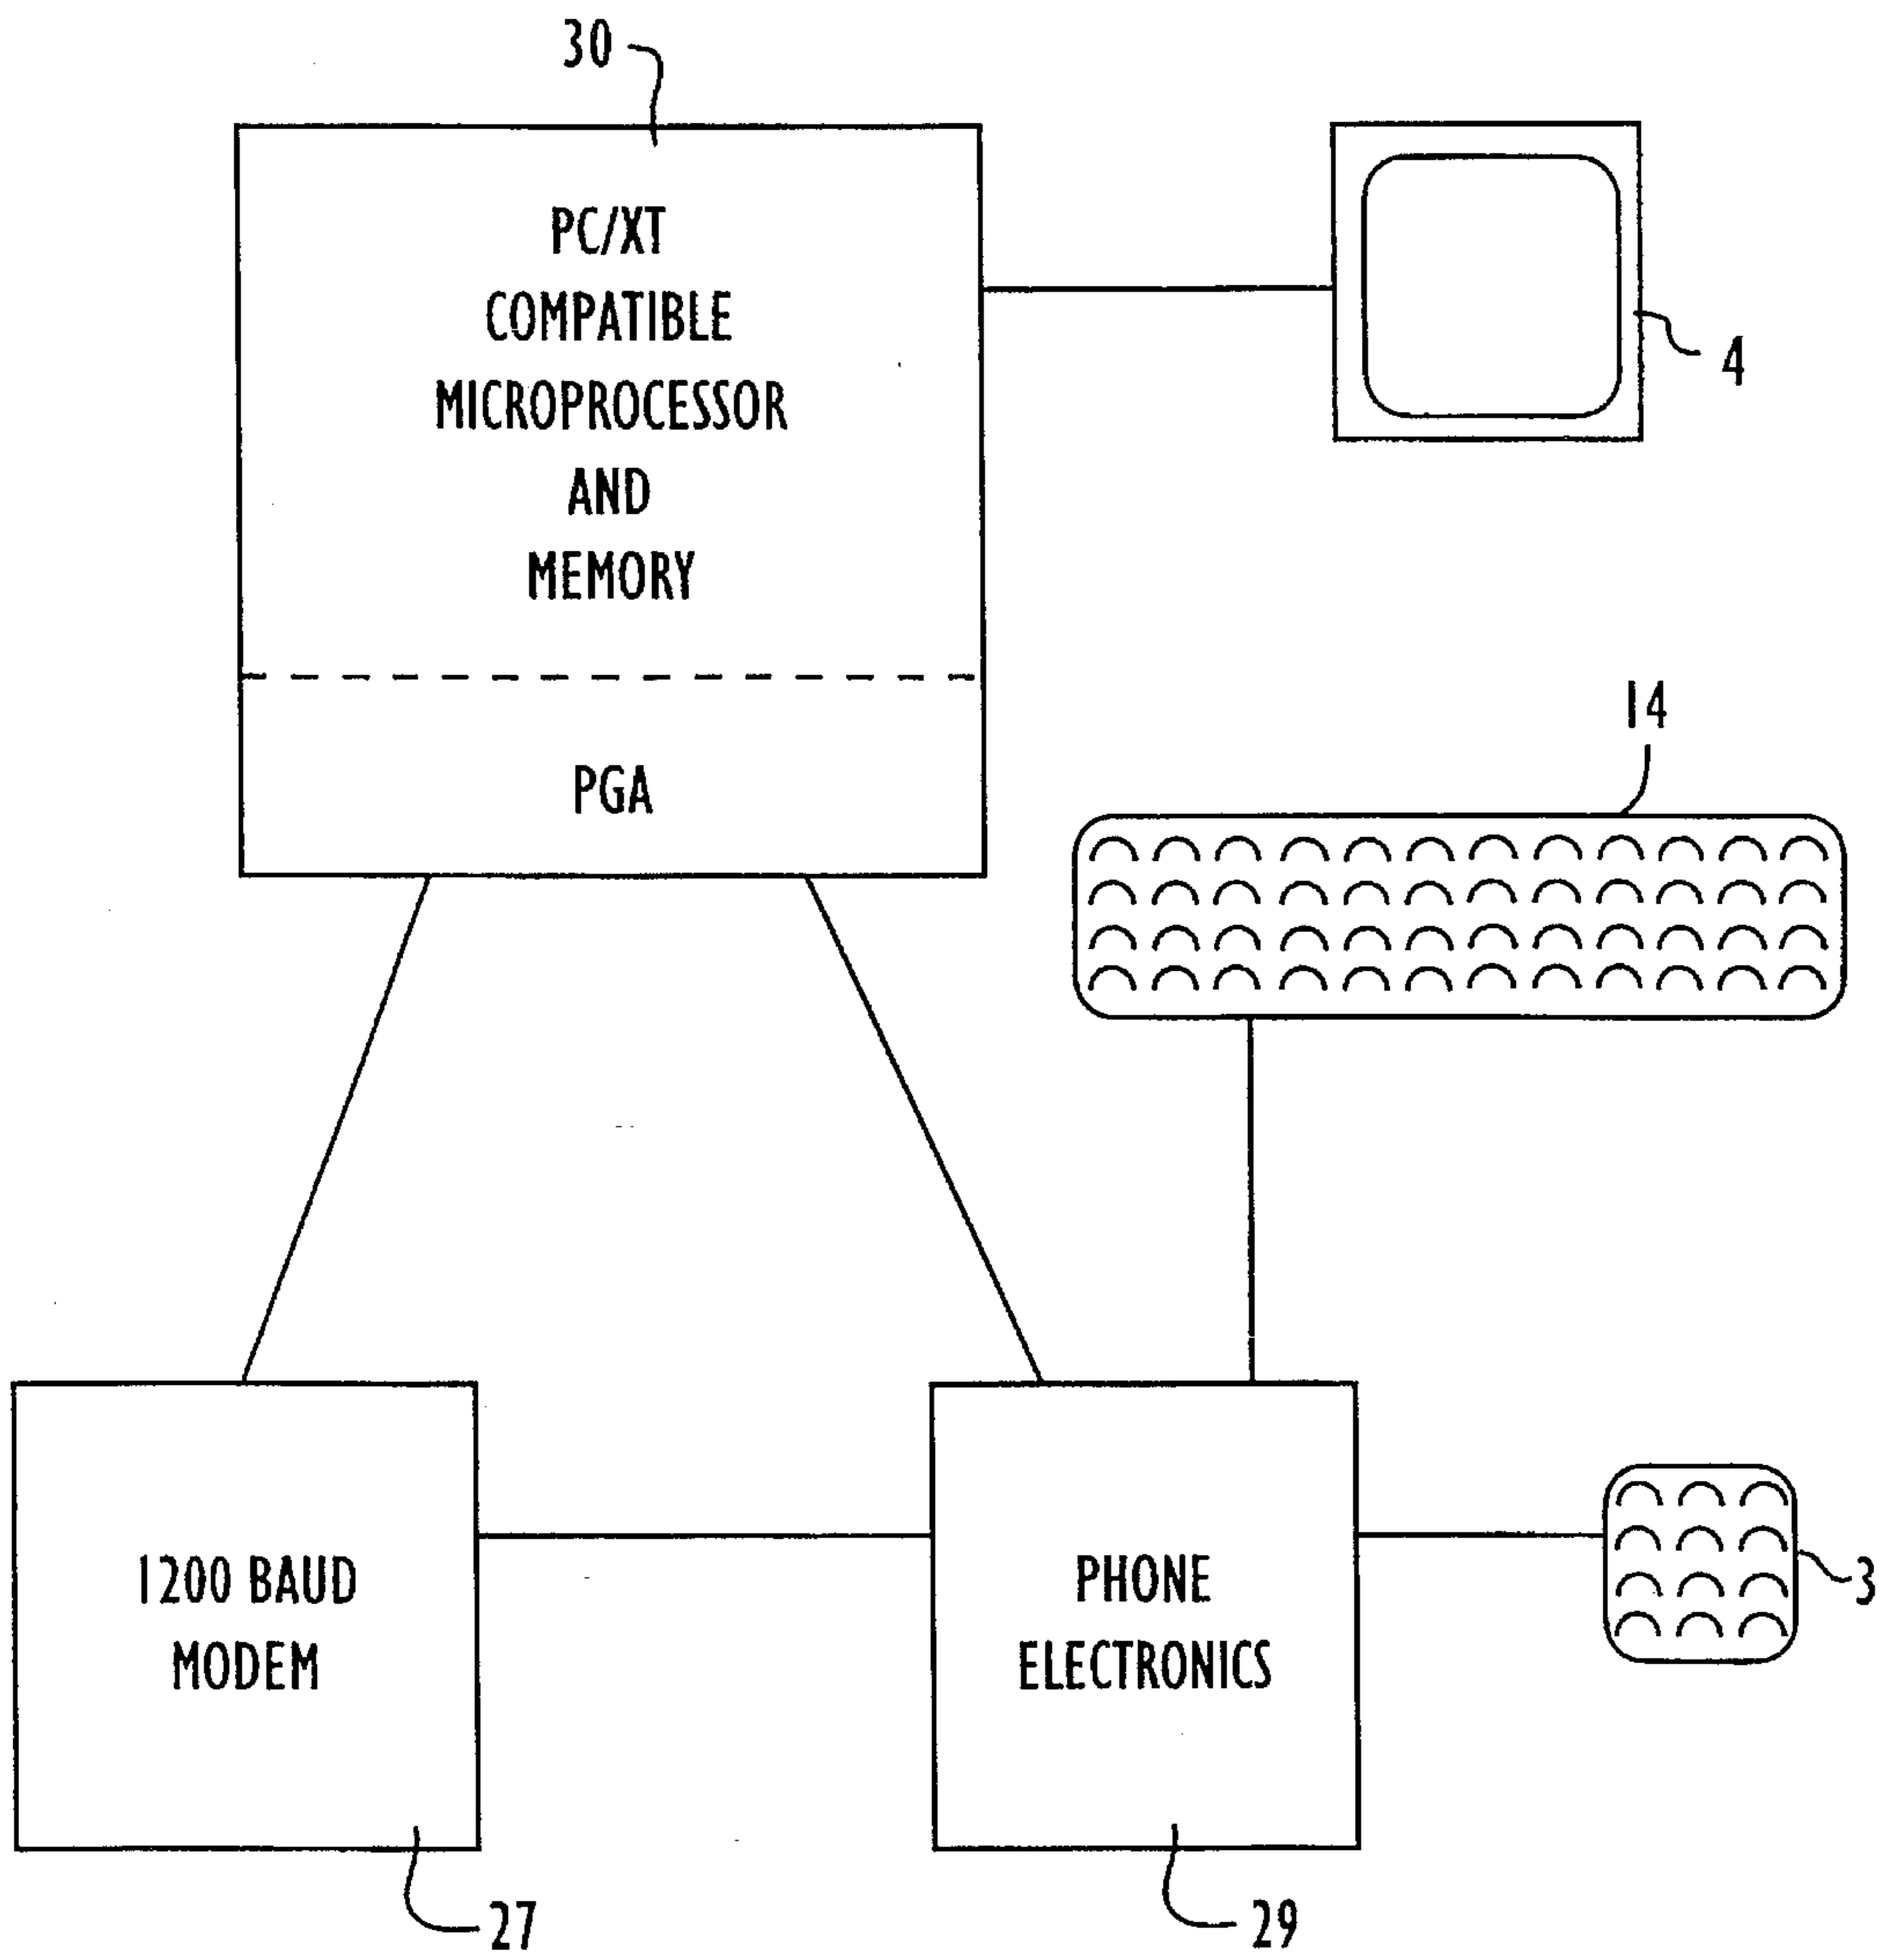 30
PC/XT
COMPATIBLE
MICROPROCESSOR
AND
MEMORY
PGA
4
14
1200 BAUD
MODEM
PHONE
ELECTRONICS
3
27
29